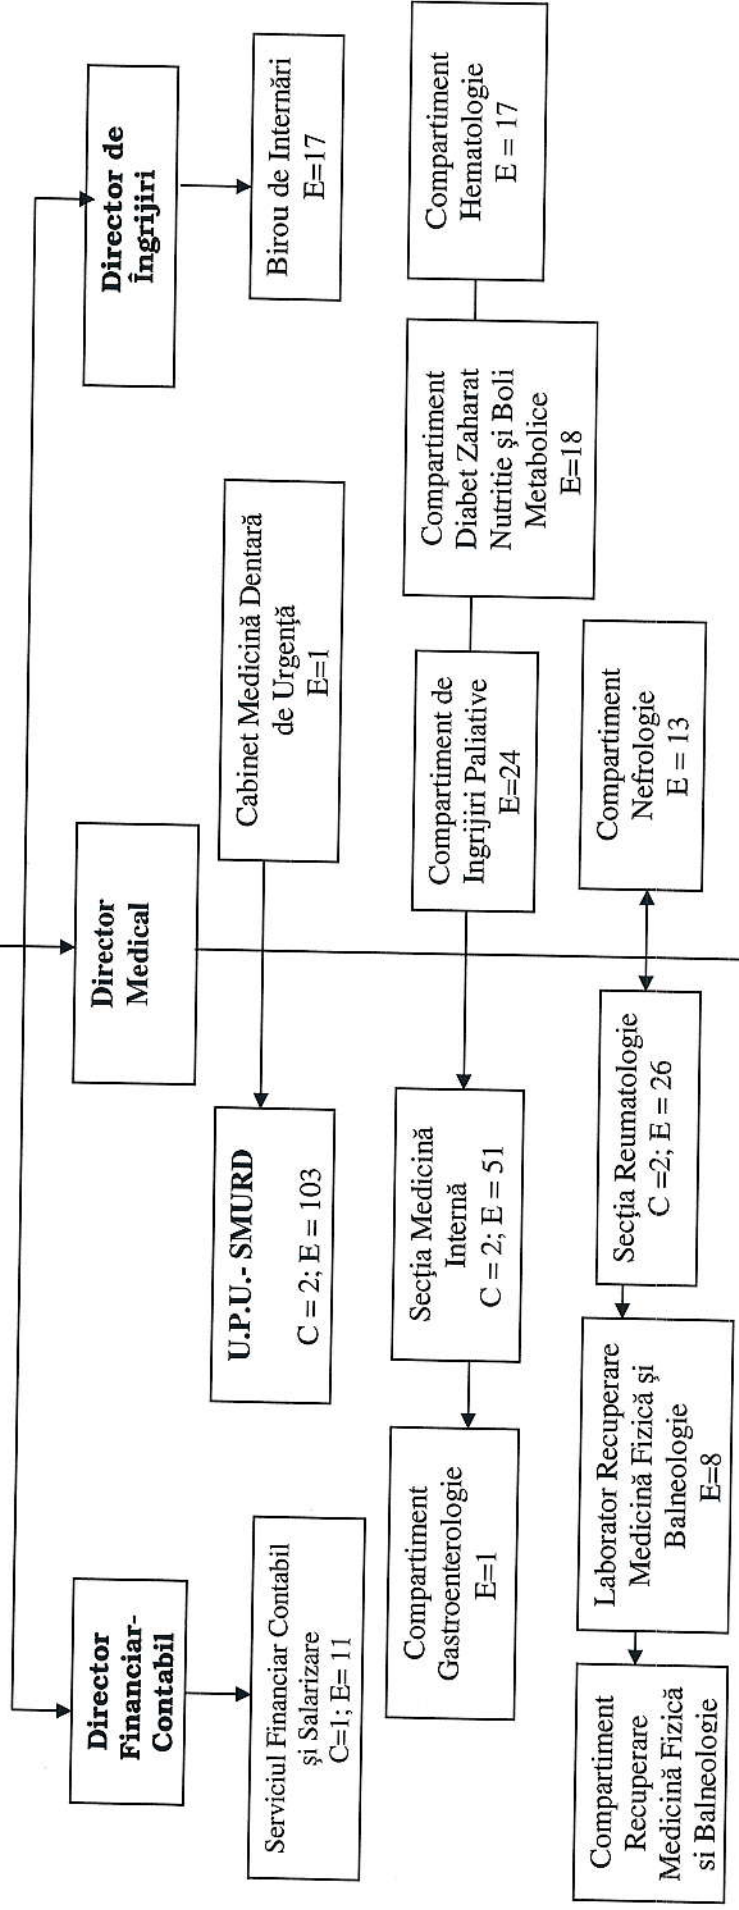 Director
Financiar-
Contabil
Director
Medical
Director de
Îngrijiri
Serviciul Financiar Contabil
şi Salarizare
C=1; E= 11
U.P.U.- SMURD
C = 2; E = 103
Cabinet Medicină Dentară
de Urgenţă
E=1
Birou de Internări
E=17
Compartiment
Gastroenterologie
E=1
Secţia Medicină
Internă
C = 2; E = 51
Compartiment de
Ingrijiri Paliative
E=24
Compartiment
Diabet Zaharat
Nutritie şi Boli
Metabolice
E=18
Compartiment
Hematologie
E = 17
Compartiment
Recuperare
Medicină Fizică
si Balneologie
Laborator Recuperare
Medicină Fizică şi
Balneologie
E=8
Secţia Reumatologie
C =2; E = 26
Compartiment
Nefrologie
E = 13